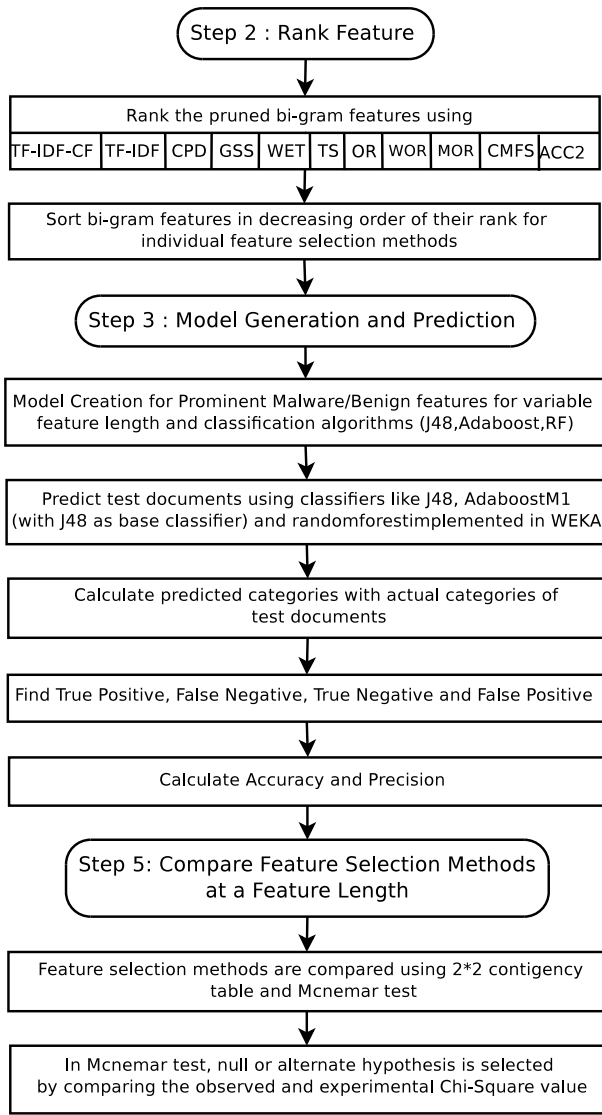 Step 2 : Rank Feature
Rank the pruned bi-gram features using
TF-IDF-CF TF-IDF CPD GSS WET TS OR WOR MOR CMFS ACC2
Sort bi-gram features in decreasing order of their rank for
individual feature selection methods
Step 3 : Model Generation and Prediction
Model Creation for Prominent Malware/Benign features for variable
feature length and classification algorithms (J48,Adaboost,RF)
Predict test documents using classifiers like J48, AdaboostM1
(with J48 as base classifier) and randomforestimplemented in WEKA
Calculate predicted categories with actual categories of
test documents
Find True Positive, False Negative, True Negative and False Positive
Calculate Accuracy and Precision
Step 5: Compare Feature Selection Methods
at a Feature Length
Feature selection methods are compared using 2*2 contigency
table and Mcnemar test
In Mcnemar test, null or alternate hypothesis is selected
by comparing the observed and experimental Chi-Square value